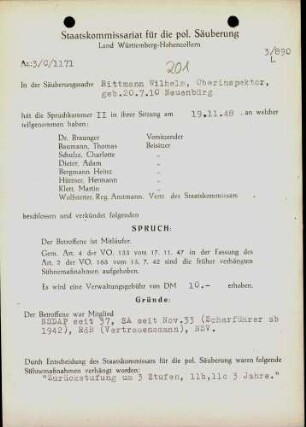 Staatskommissariat für die pol. Säuberung
Land Württemberg-Hohenzollern
3/890
L
Az: 3/O/1171
201
In der Säuberungssache Bittmann Wilhelm, Oberinspektor,
geb.20.7.10 Neuenbürg
hat die Spruchkammer II in ihrer Sitzung am 19.11.48 an welcher
teilgenommen haben:
Dr. Braunger Vorsitzender
Baumann, Thomas Beisitzer
Schulze, Charlotte "
Dieter, Adam "
Bergmann Heinz "
Hüttner, Hermann "
Klett, Martin "
Wolfsteiner, Reg. Amtmann, Vertr. des Staatskommissars
beschlossen und verkündet folgenden
SPRUCH:
Der Betroffene ist Mitläufer.
Gem. Art. 4 der VO. 133 vom 17. 11. 47 in der Fassung des
Art. 2 der VO. 165 vom 13. 7. 48 sind die früher verhängten
Sühnemaßnahmen aufgehoben.
Es wird eine Verwaltungsgebühr von DM 10.-- erhoben.
Gründe:
Der Betroffene war Mitglied
NSDAP seit 37, SA seit Nov.33 (Scharführer ab
1942), RDB (Vertrauensmann), NSV.
Durch Entscheidung des Staatskommissars für die pol. Säuberung waren folgende
Sühnemaßnahmen verhängt worden:
"Zurückstufung um 3 Stufen, 11b,11c 3 Jahre."